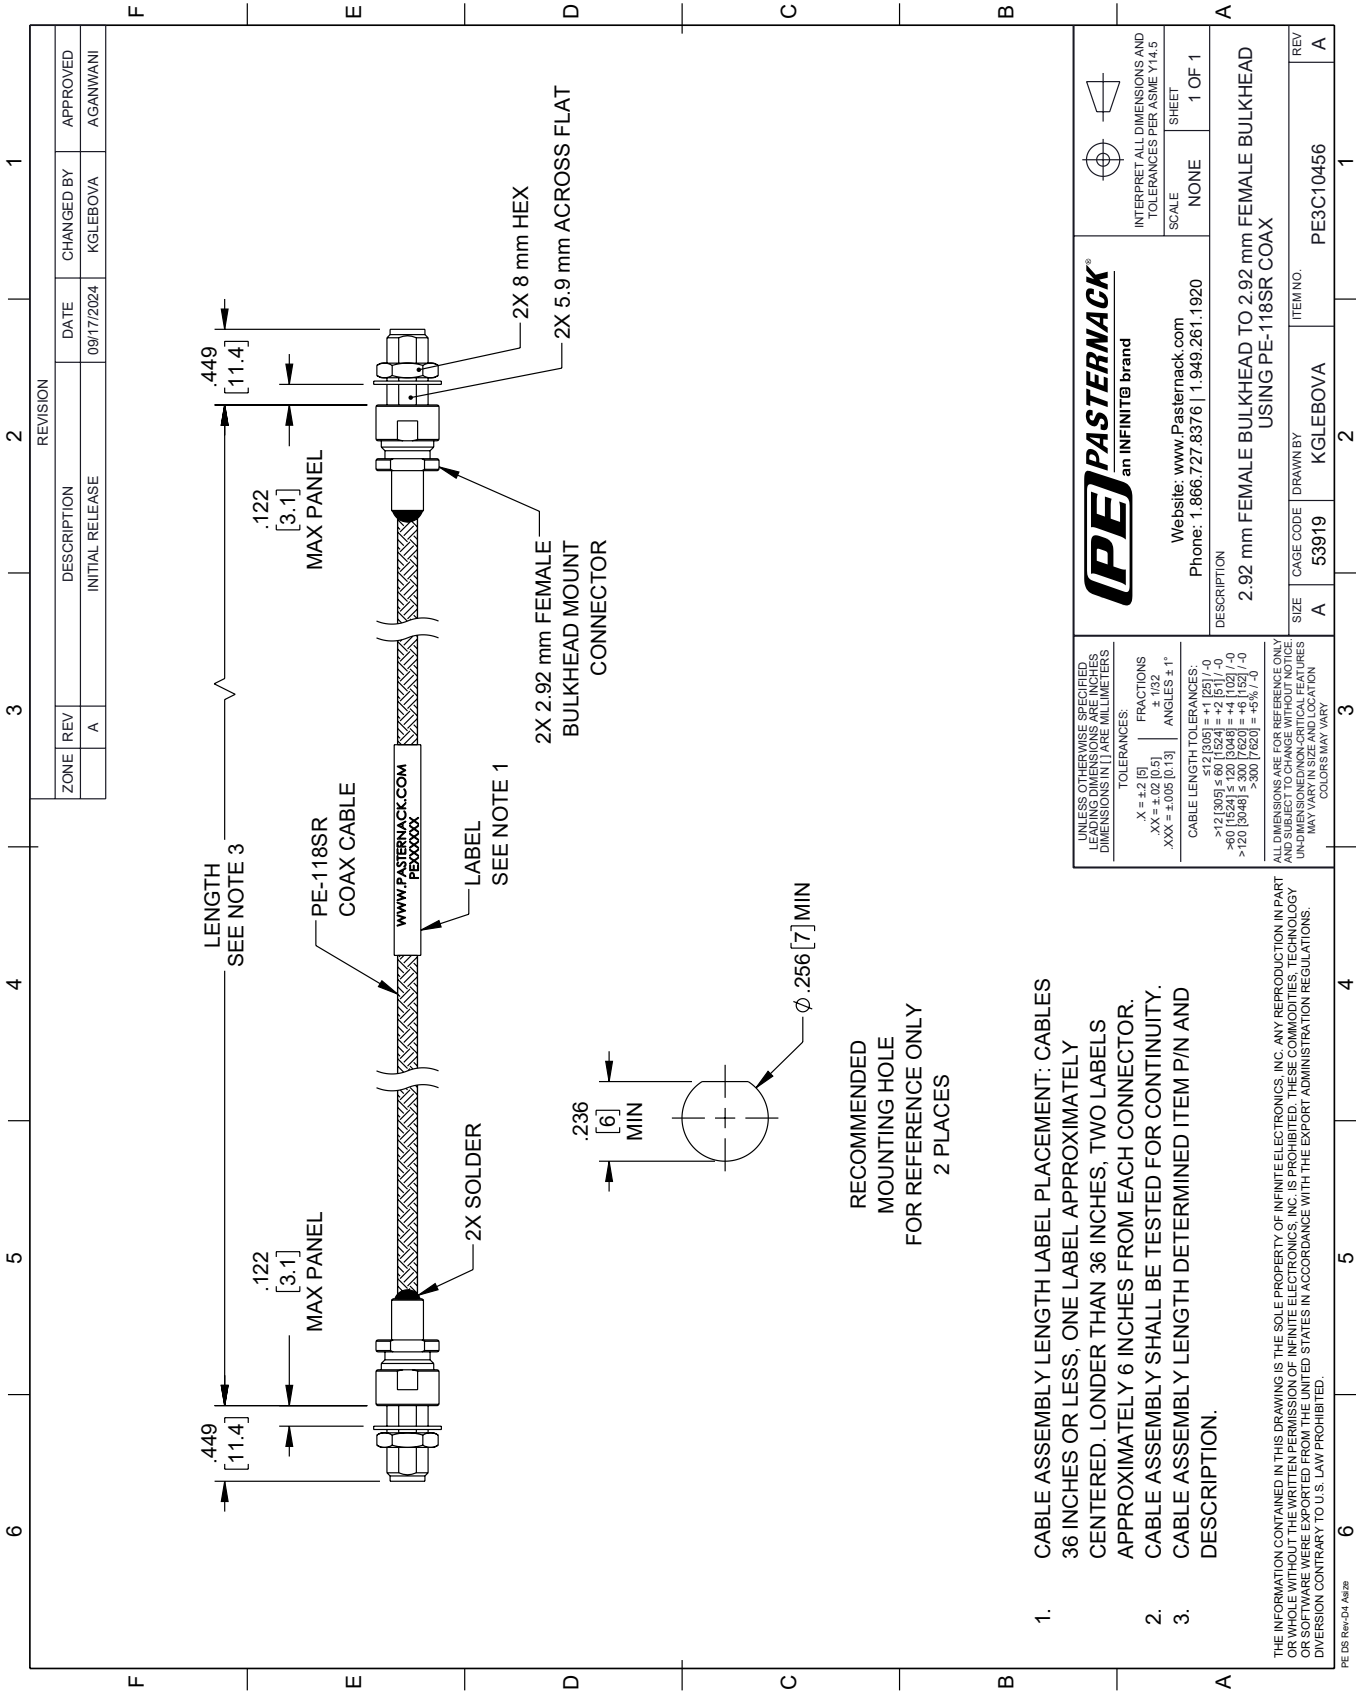 6
5
4
3
2
1
F
E
D
C
B
A
REVISION
ZONE REV DESCRIPTION DATE CHANGED BY APPROVED
A INITIAL RELEASE 09/17/2024 KGLEBOVA AGANWANI
.449
[11.4]
LENGTH
SEE NOTE 3
.449
[11.4]
.122
[3.1]
MAX PANEL
PE-118SR
COAX CABLE
.122
[3.1]
MAX PANEL
WWW.PASTERNACK.COM
PEXXXXXX
2X SOLDER
LABEL
SEE NOTE 1
2X 8 mm HEX
2X 5.9 mm ACROSS FLAT
2X 2.92 mm FEMALE
BULKHEAD MOUNT
CONNECTOR
.236
[6]
MIN
Ø .256 [7] MIN
RECOMMENDED
MOUNTING HOLE
FOR REFERENCE ONLY
2 PLACES
1. CABLE ASSEMBLY LENGTH LABEL PLACEMENT: CABLES
36 INCHES OR LESS, ONE LABEL APPROXIMATELY
CENTERED. LONDER THAN 36 INCHES, TWO LABELS
APPROXIMATELY 6 INCHES FROM EACH CONNECTOR.
2. CABLE ASSEMBLY SHALL BE TESTED FOR CONTINUITY.
3. CABLE ASSEMBLY LENGTH DETERMINED ITEM P/N AND
DESCRIPTION.
THE INFORMATION CONTAINED IN THIS DRAWING IS THE SOLE PROPERTY OF INFINITE ELECTRONICS, INC. ANY REPRODUCTION IN PART
OR WHOLE WITHOUT THE WRITTEN PERMISSION OF INFINITE ELECTRONICS, INC. IS PROHIBITED. THESE COMMODITIES, TECHNOLOGY
OR SOFTWARE WERE EXPORTED FROM THE UNITED STATES IN ACCORDANCE WITH THE EXPORT ADMINISTRATION REGULATIONS.
DIVERSION CONTRARY TO U.S. LAW PROHIBITED.
UNLESS OTHERWISE SPECIFIED
LEADING DIMENSIONS ARE INCHES
DIMENSIONS IN [ ] ARE MILLIMETERS
TOLERANCES:
.X = ±.2 [5] FRACTIONS
.XX = ±.02 [0.5] ± 1/32
.XXX = ±.005 [0.13] ANGLES ± 1°
CABLE LENGTH TOLERANCES:
≤12 [305] = +1 [25] / -0
>12 [305] ≤ 60 [1524] = +2 [51] / -0
>60 [1524] ≤ 120 [3048] = +4 [102] / -0
>120 [3048] ≤ 300 [7620] = +6 [152] / -0
>300 [7620] = +5% / -0
ALL DIMENSIONS ARE FOR REFERENCE ONLY
AND SUBJECT TO CHANGE WITHOUT NOTICE.
UN-DIMENSIONED/NON-CRITICAL FEATURES
MAY VARY IN SIZE AND LOCATION
COLORS MAY VARY
PE PASTERNACK®
an INFINIT® brand
Website: www.Pasternack.com
Phone: 1.866.727.8376 | 1.949.261.1920
INTERPRET ALL DIMENSIONS AND
TOLERANCES PER ASME Y14.5
SCALE NONE
SHEET 1 OF 1
DESCRIPTION
2.92 mm FEMALE BULKHEAD TO 2.92 mm FEMALE BULKHEAD
USING PE-118SR COAX
SIZE CAGE CODE DRAWN BY ITEM NO. REV
A 53919 KGLEBOVA PE3C10456 A
F
E
D
C
B
A
6
5
4
3
2
1
PE DS Rev-D4 Asize